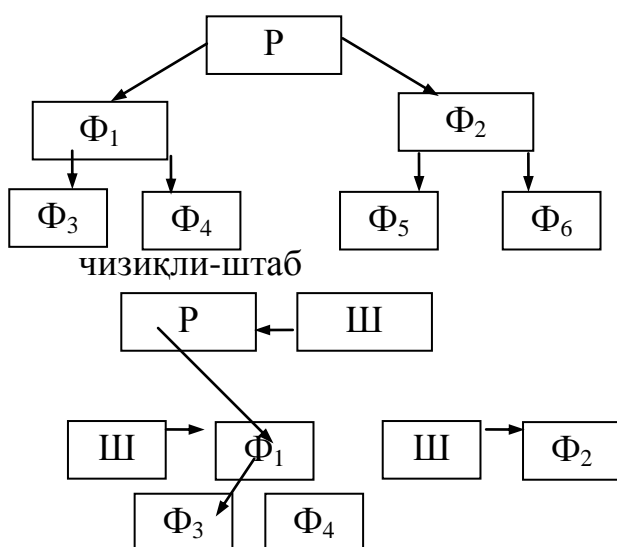 Р
Ф₁ Ф₂
Ф₃ Ф₄ Ф₅ Ф₆
чизиқли-штаб
Р Ш
Ш Ф₁ Ш Ф₂
Ф₃ Ф₄